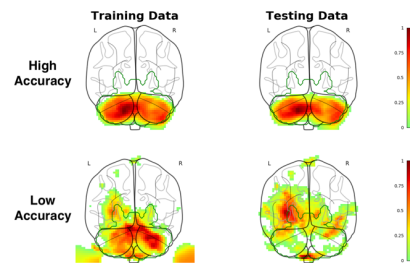 Training Data
Testing Data
L R
L R
High
Accuracy
1
0.75
0.5
0.25
0
L R
L R
Low
Accuracy
1
0.75
0.5
0.25
0